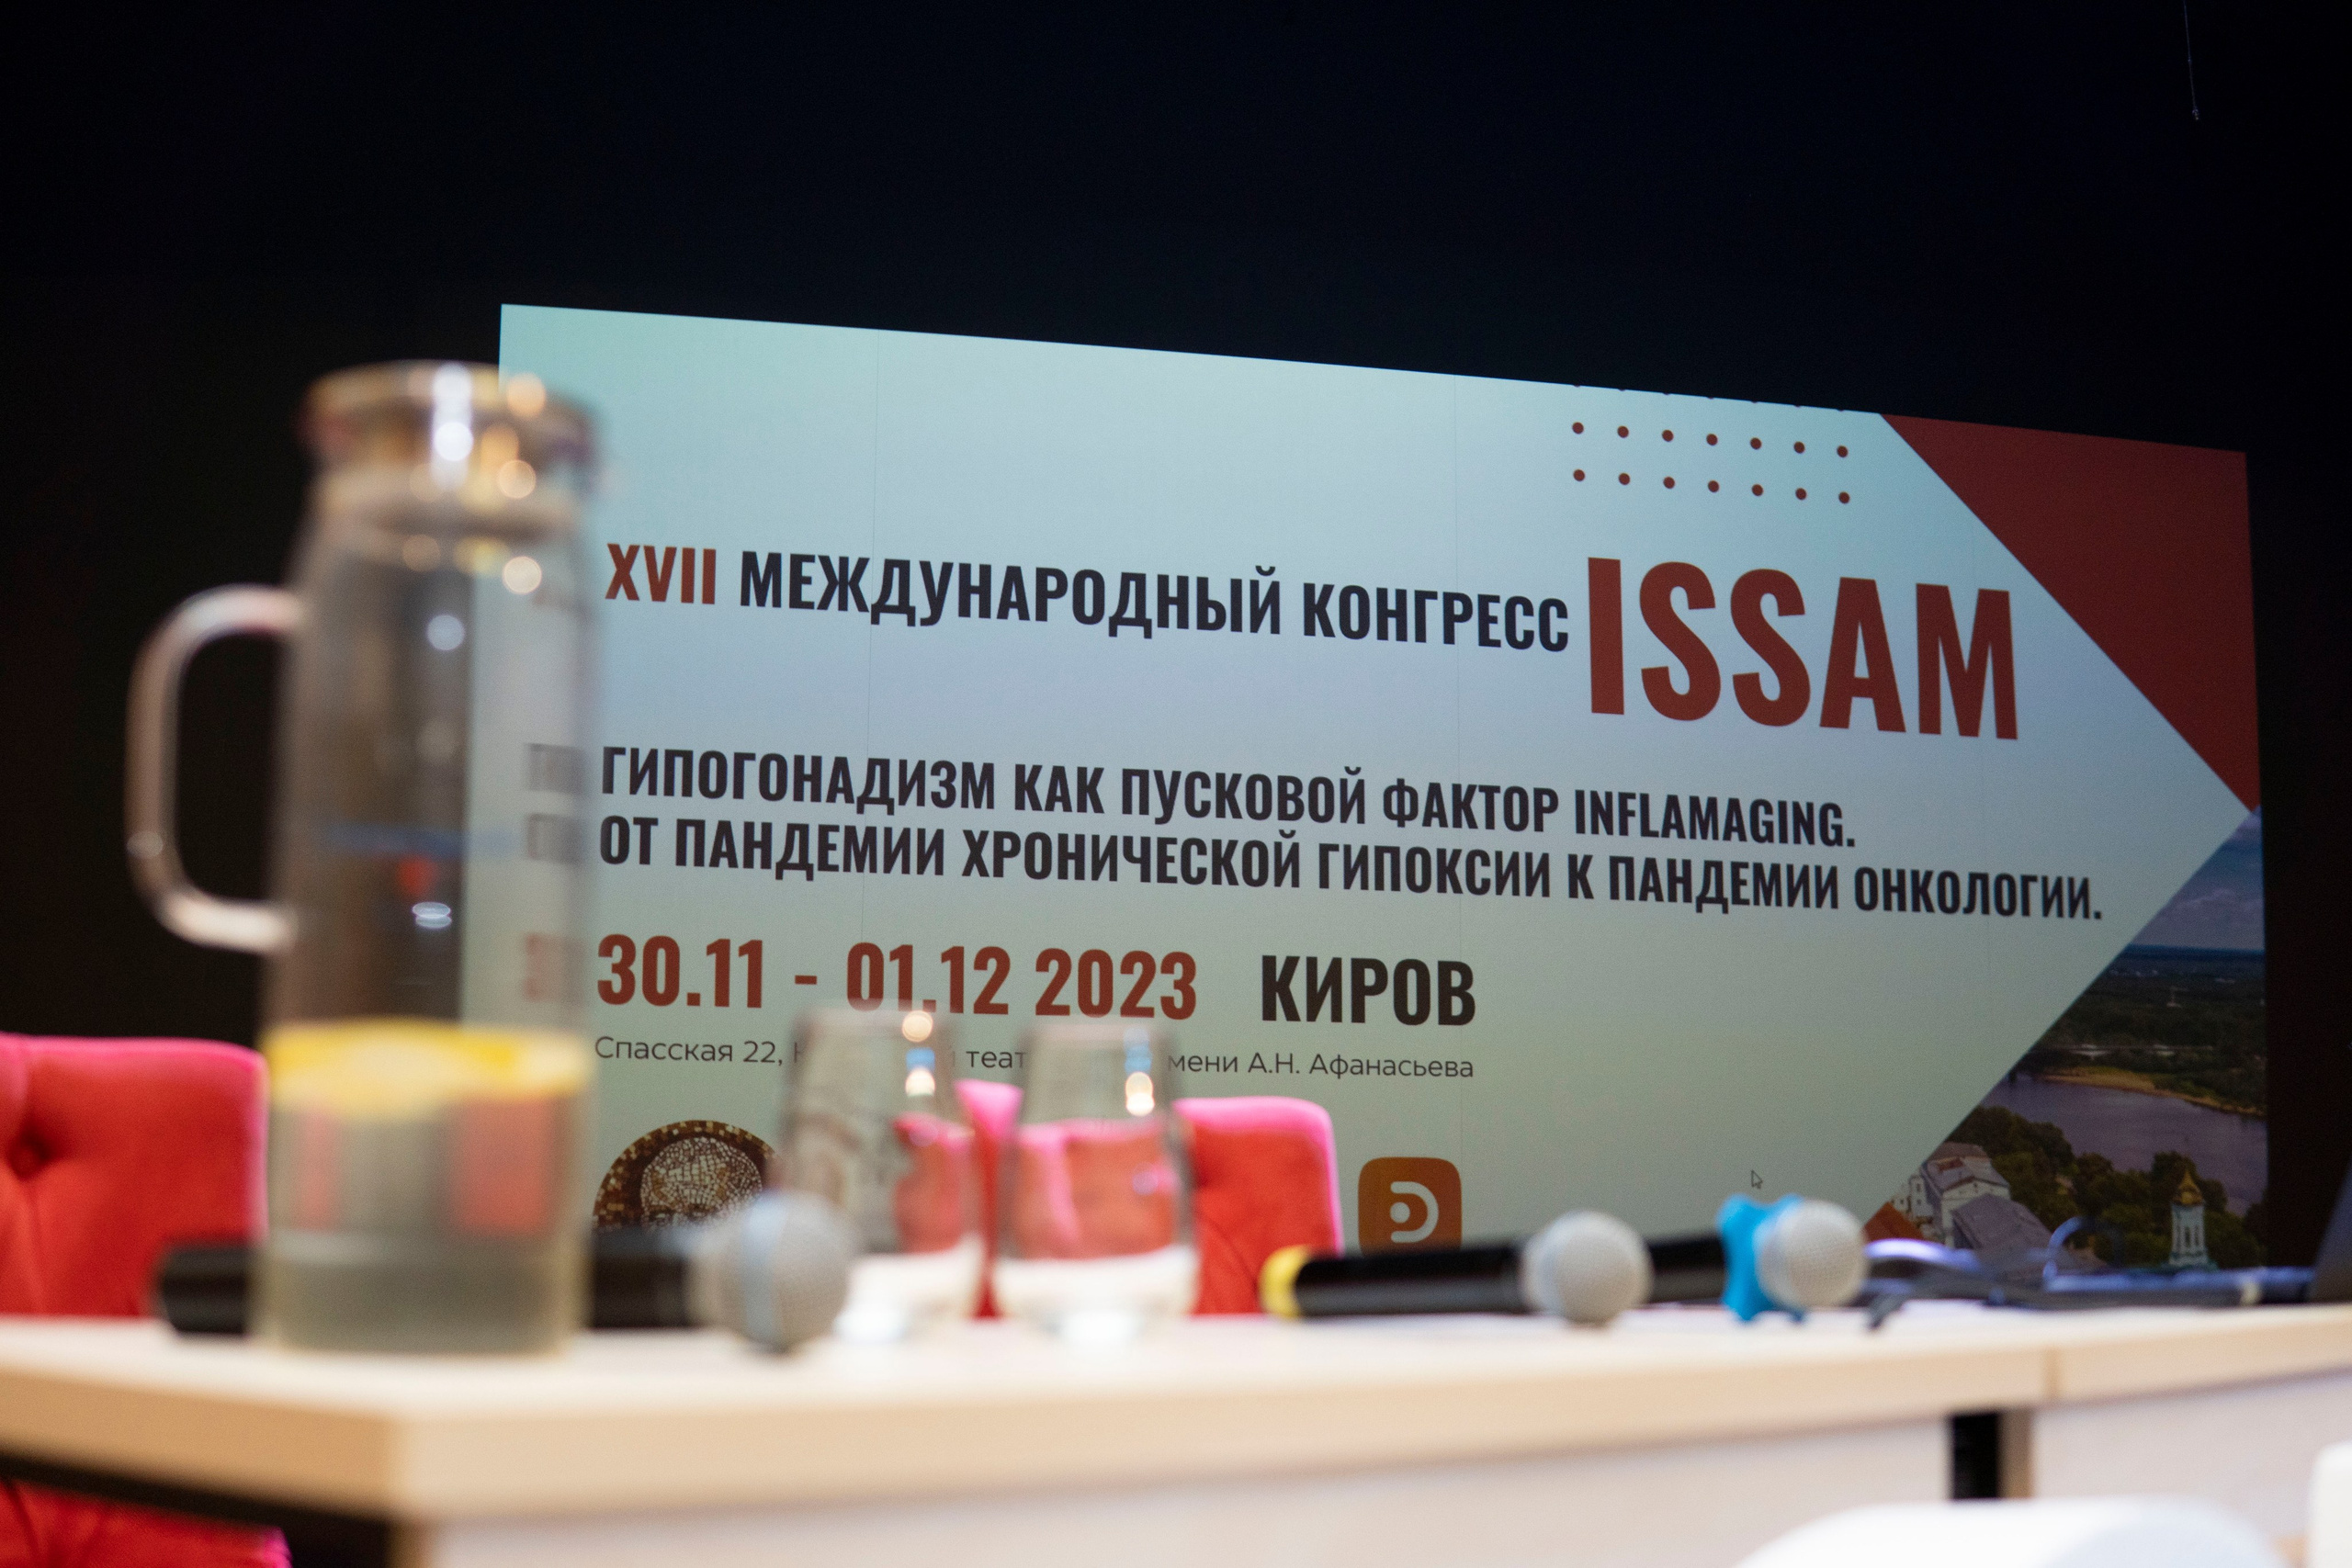 XVII МЕЖДУНАРОДНЫЙ КОНГРЕСС ISSAM
ГИПОГОНАДИЗМ КАК ПУСКОВОЙ ФАКТОР INFLAMAGING.
ОТ ПАНДЕМИИ ХРОНИЧЕСКОЙ ГИПОКСИИ К ПАНДЕМИИ ОНКОЛОГИИ.
30.11 - 01.12 2023 КИРОВ
Спасская 22, А.Н. Афанасьева